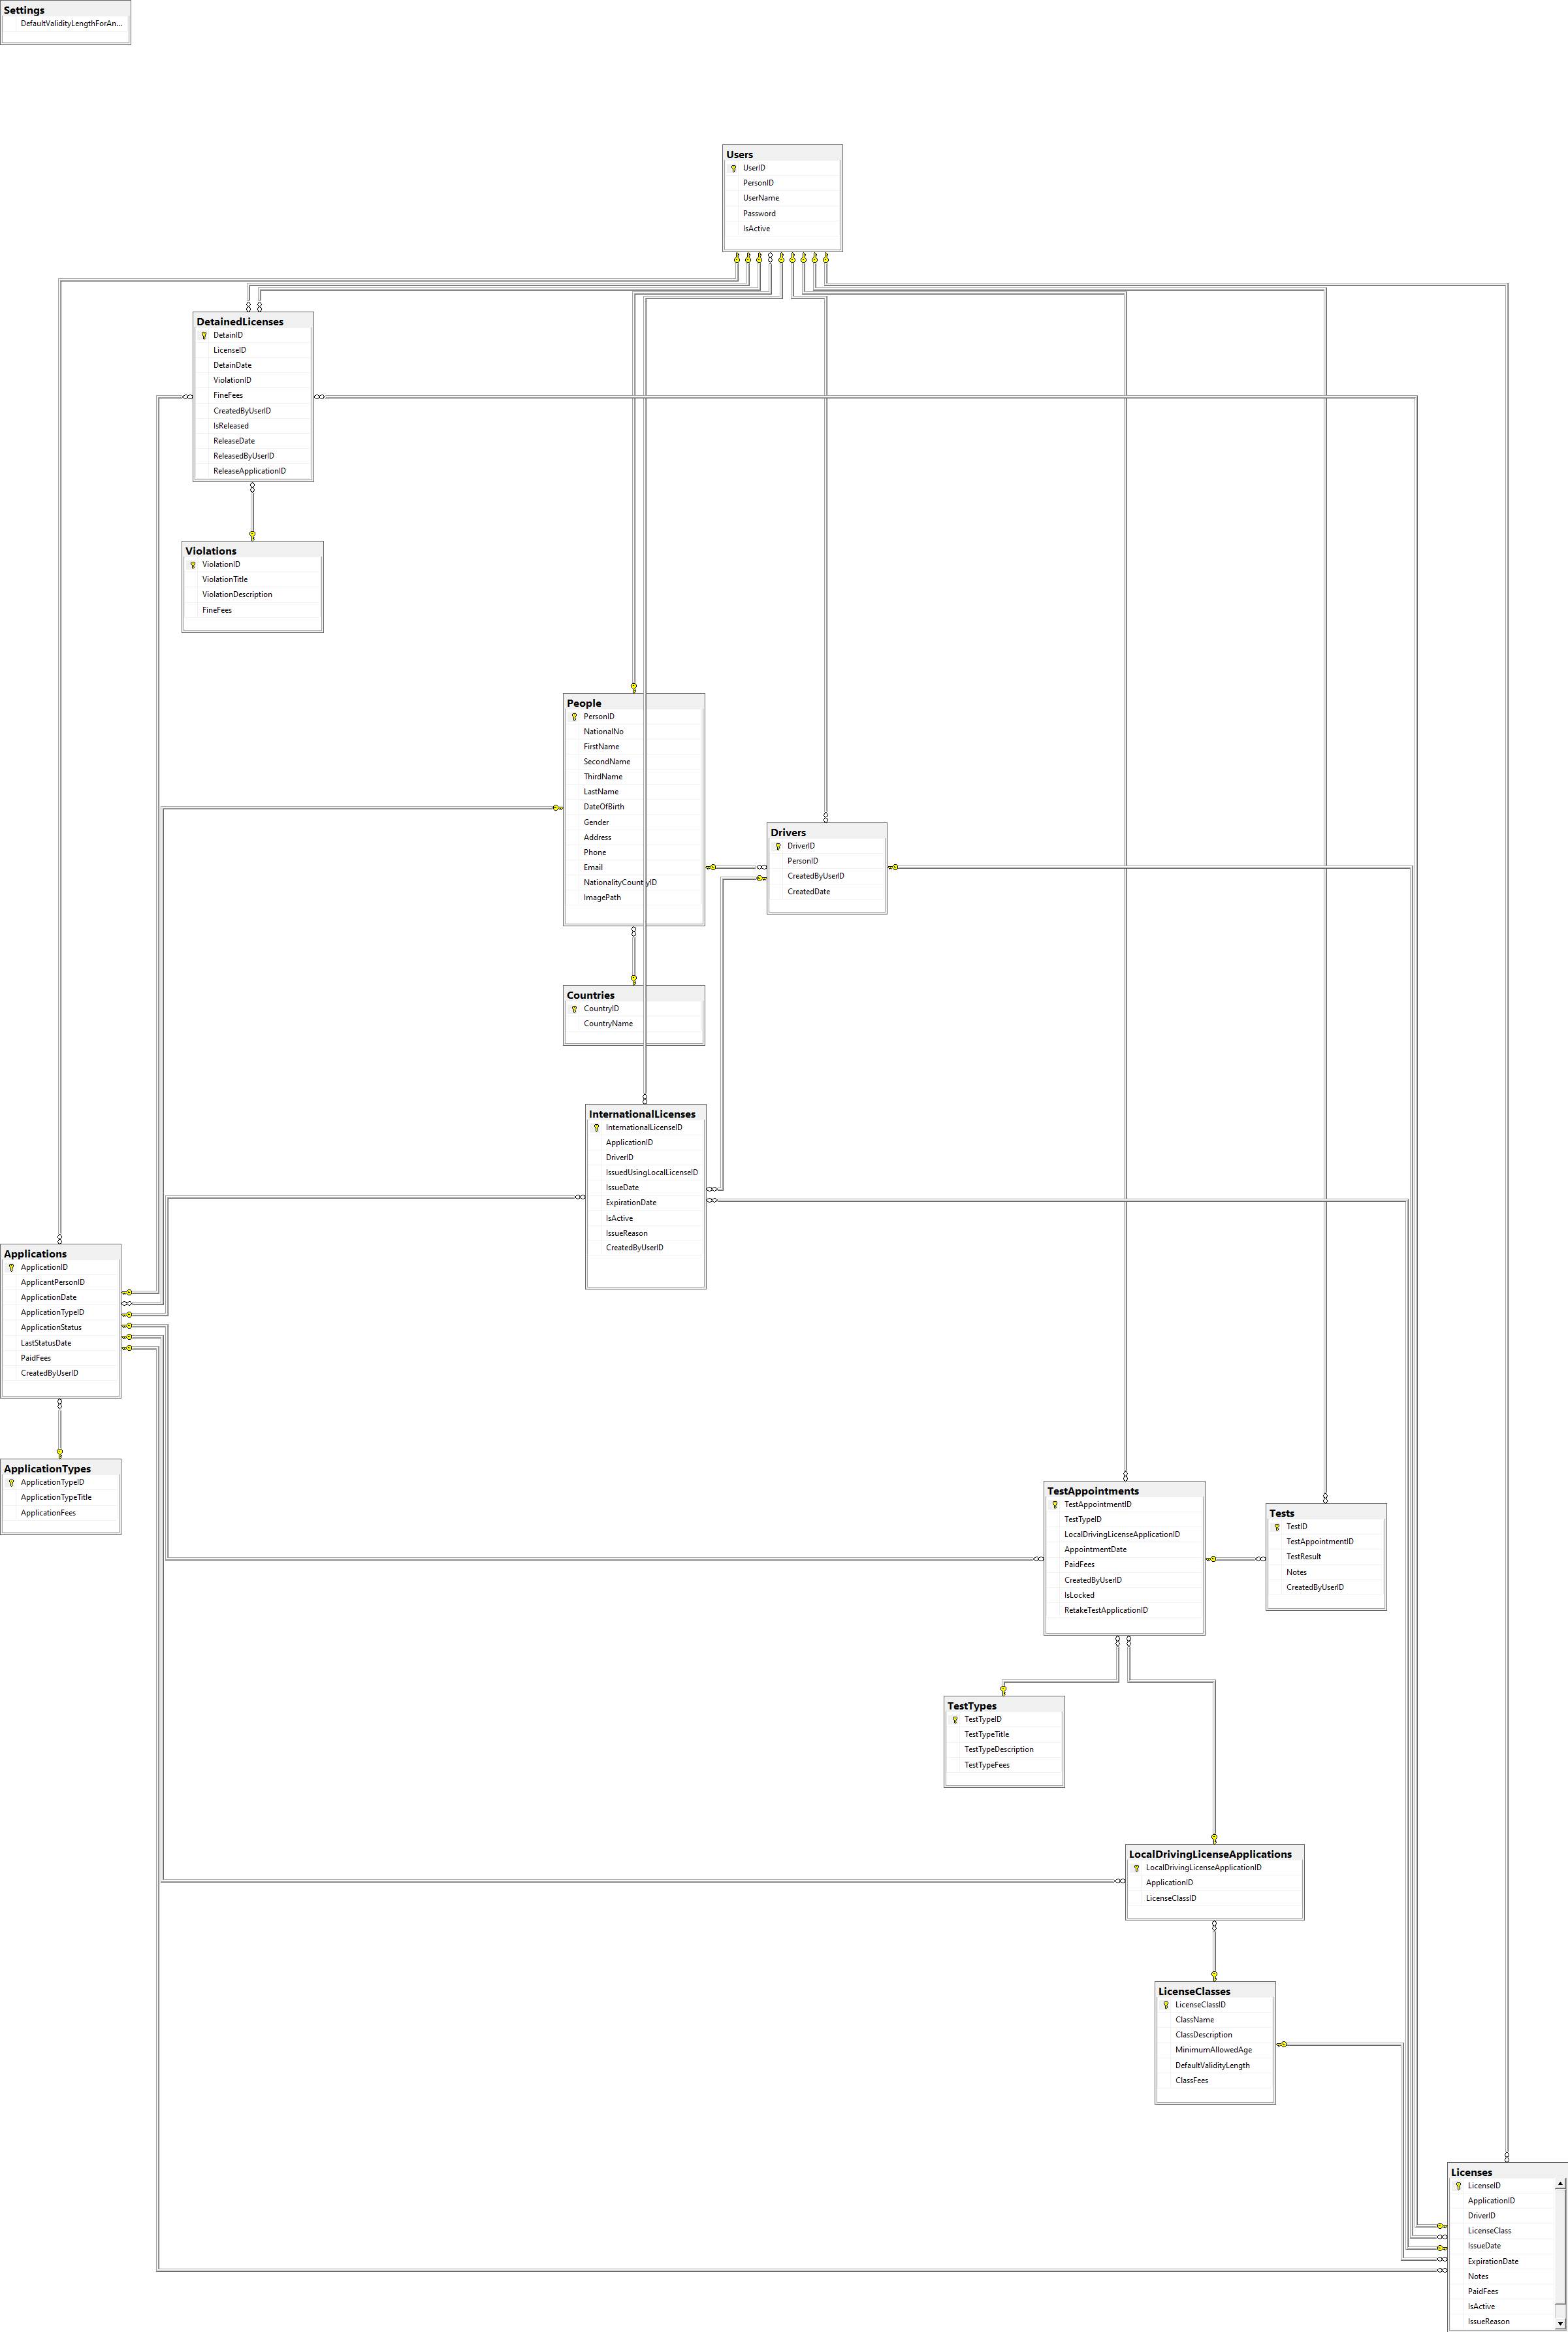 Settings
DefaultValidityLengthForAn...
Users
UserID
PersonID
UserName
Password
IsActive
DetainedLicenses
DetainID
LicenseID
DetainDate
ViolationID
FineFees
CreatedByUserID
IsReleased
ReleaseDate
ReleasedByUserID
ReleaseApplicationID
Violations
ViolationID
ViolationTitle
ViolationDescription
FineFees
People
PersonID
NationalNo
FirstName
SecondName
ThirdName
LastName
DateOfBirth
Gender
Address
Phone
Email
NationalityCountryID
ImagePath
Drivers
DriverID
PersonID
CreatedByUserID
CreatedDate
Countries
CountryID
CountryName
InternationalLicenses
InternationalLicenseID
ApplicationID
DriverID
IssuedUsingLocalLicenseID
IssueDate
ExpirationDate
IsActive
IssueReason
CreatedByUserID
Applications
ApplicationID
ApplicantPersonID
ApplicationDate
ApplicationTypeID
ApplicationStatus
LastStatusDate
PaidFees
CreatedByUserID
ApplicationTypes
ApplicationTypeID
ApplicationTypeTitle
ApplicationFees
TestAppointments
TestAppointmentID
TestTypeID
LocalDrivingLicenseApplicationID
AppointmentDate
PaidFees
CreatedByUserID
IsLocked
RetakeTestApplicationID
Tests
TestID
TestAppointmentID
TestResult
Notes
CreatedByUserID
TestTypes
TestTypeID
TestTypeTitle
TestTypeDescription
TestTypeFees
LocalDrivingLicenseApplications
LocalDrivingLicenseApplicationID
ApplicationID
LicenseClassID
LicenseClasses
LicenseClassID
ClassName
ClassDescription
MinimumAllowedAge
DefaultValidityLength
ClassFees
Licenses
LicenseID
ApplicationID
DriverID
LicenseClass
IssueDate
ExpirationDate
Notes
PaidFees
IsActive
IssueReason